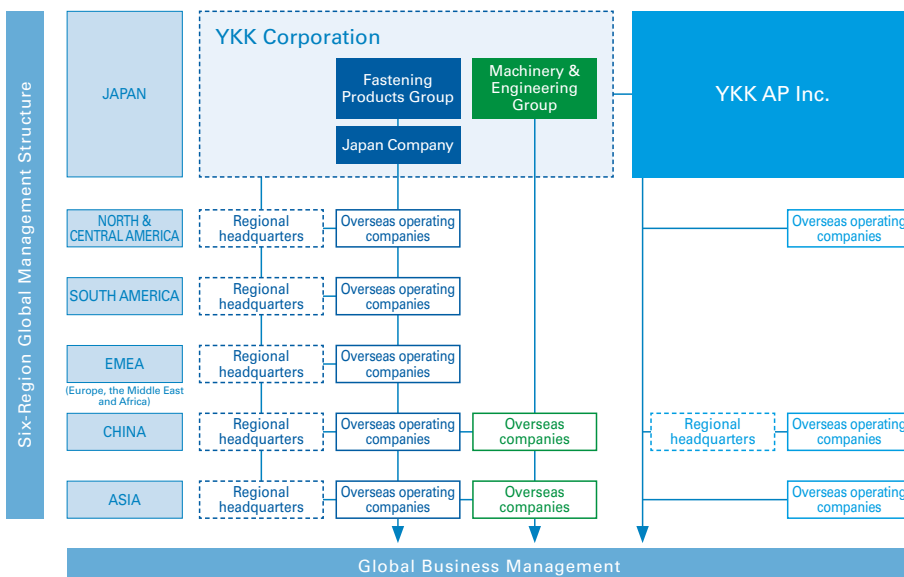 Six-Region Global Management Structure
JAPAN
YKK Corporation
Fastening
Products Group
Machinery &
Engineering
Group
Japan Company
YKK AP Inc.
NORTH &
CENTRAL AMERICA
Regional
headquarters
Overseas operating
companies
Overseas operating
companies
SOUTH AMERICA
Regional
headquarters
Overseas operating
companies
EMEA
(Europe, the Middle East
and Africa)
Regional
headquarters
Overseas operating
companies
CHINA
Regional
headquarters
Overseas operating
companies
Overseas
companies
Regional
headquarters
Overseas operating
companies
ASIA
Regional
headquarters
Overseas operating
companies
Overseas
companies
Overseas operating
companies
Global Business Management